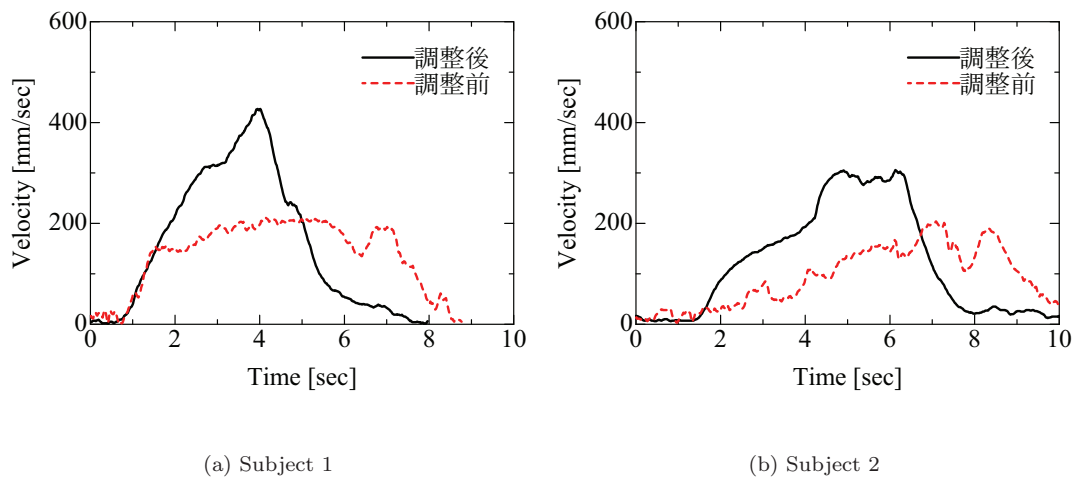 600
調整後
調整前
400
200
0
0 2 4 6 8 10
Velocity [mm/sec]
Time [sec]
(a) Subject 1
600
調整後
調整前
400
200
0
0 2 4 6 8 10
Velocity [mm/sec]
Time [sec]
(b) Subject 2